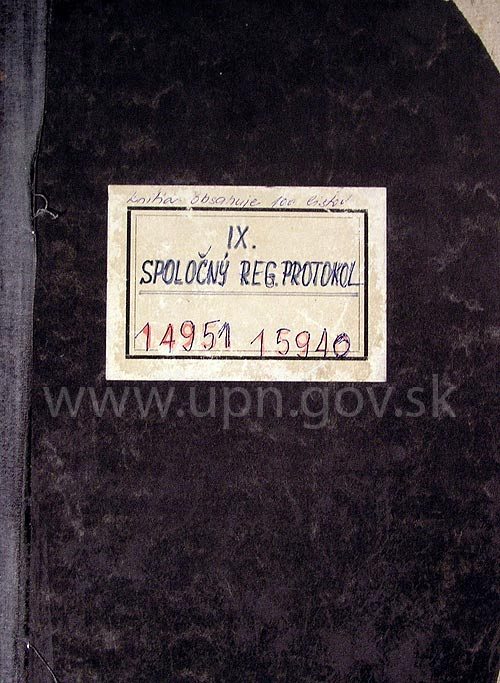 kniha obsahuje 100 listov
IX.
SPOLOČNÝ REG. PROTOKOL
14951 15940
www.upn.gov.sk